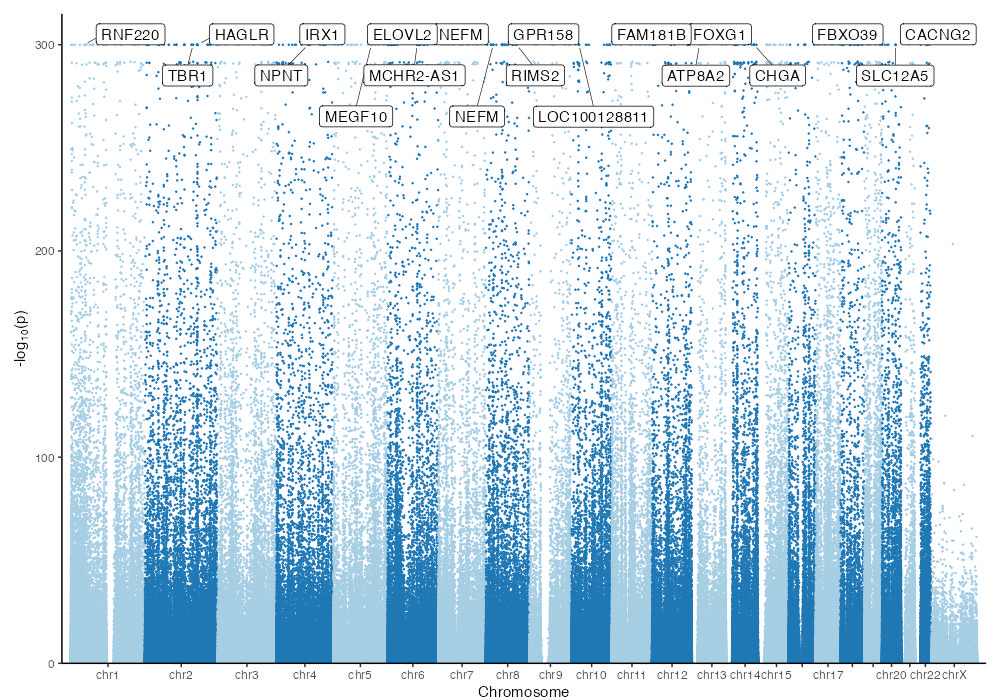 RNF220 HAGLR IRX1 ELOVL2 NEFM GPR158 FAM181B FOXG1 FBXO39 CACNG2
TBR1 NPNT MCHR2-AS1 RIMS2 ATP8A2 CHGA SLC12A5
MEGF10 NEFM LOC100128811
300
200
100
0
-log10(p)
chr1 chr2 chr3 chr4 chr5 chr6 chr7 chr8 chr9 chr10 chr11 chr12 chr13 chr14 chr15 chr17 chr20 chr22 chrX
Chromosome